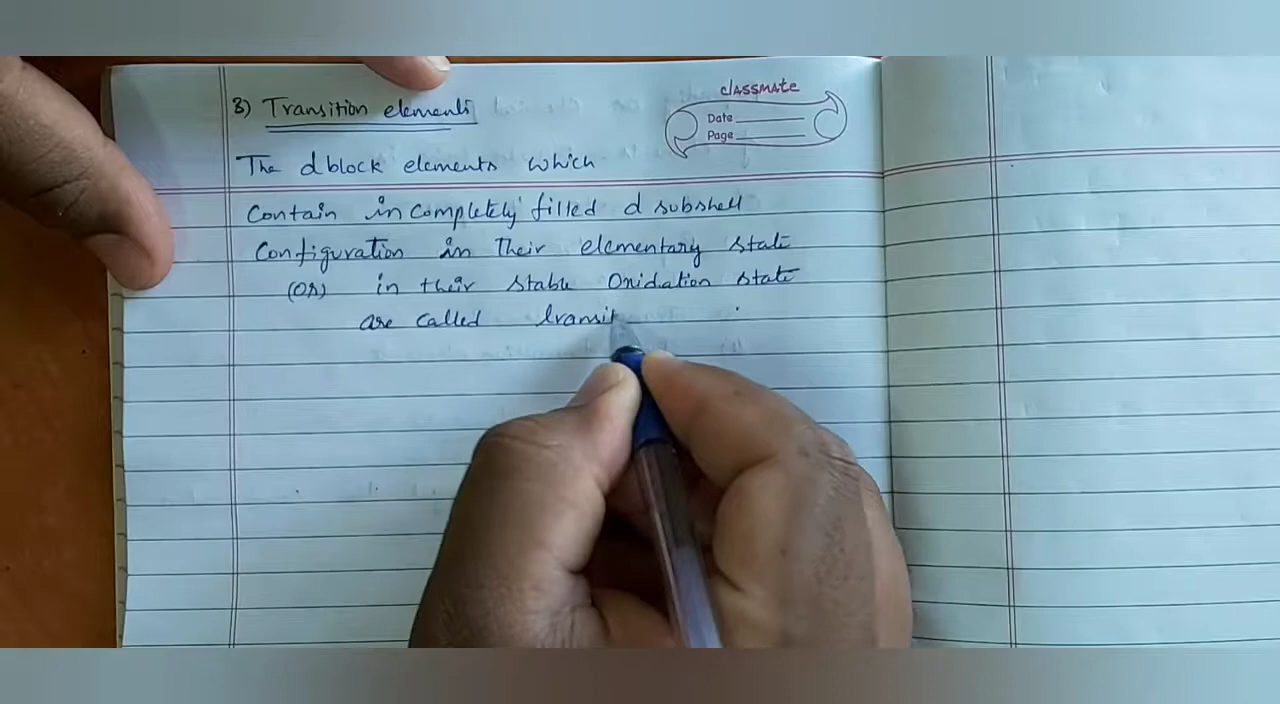 classmate
Date
Page
3) Transition elements
The d block elements which
Contain incompletely filled d subshell
Configuration in their elementary state
(OR) in their stable Oxidation state
are called transit